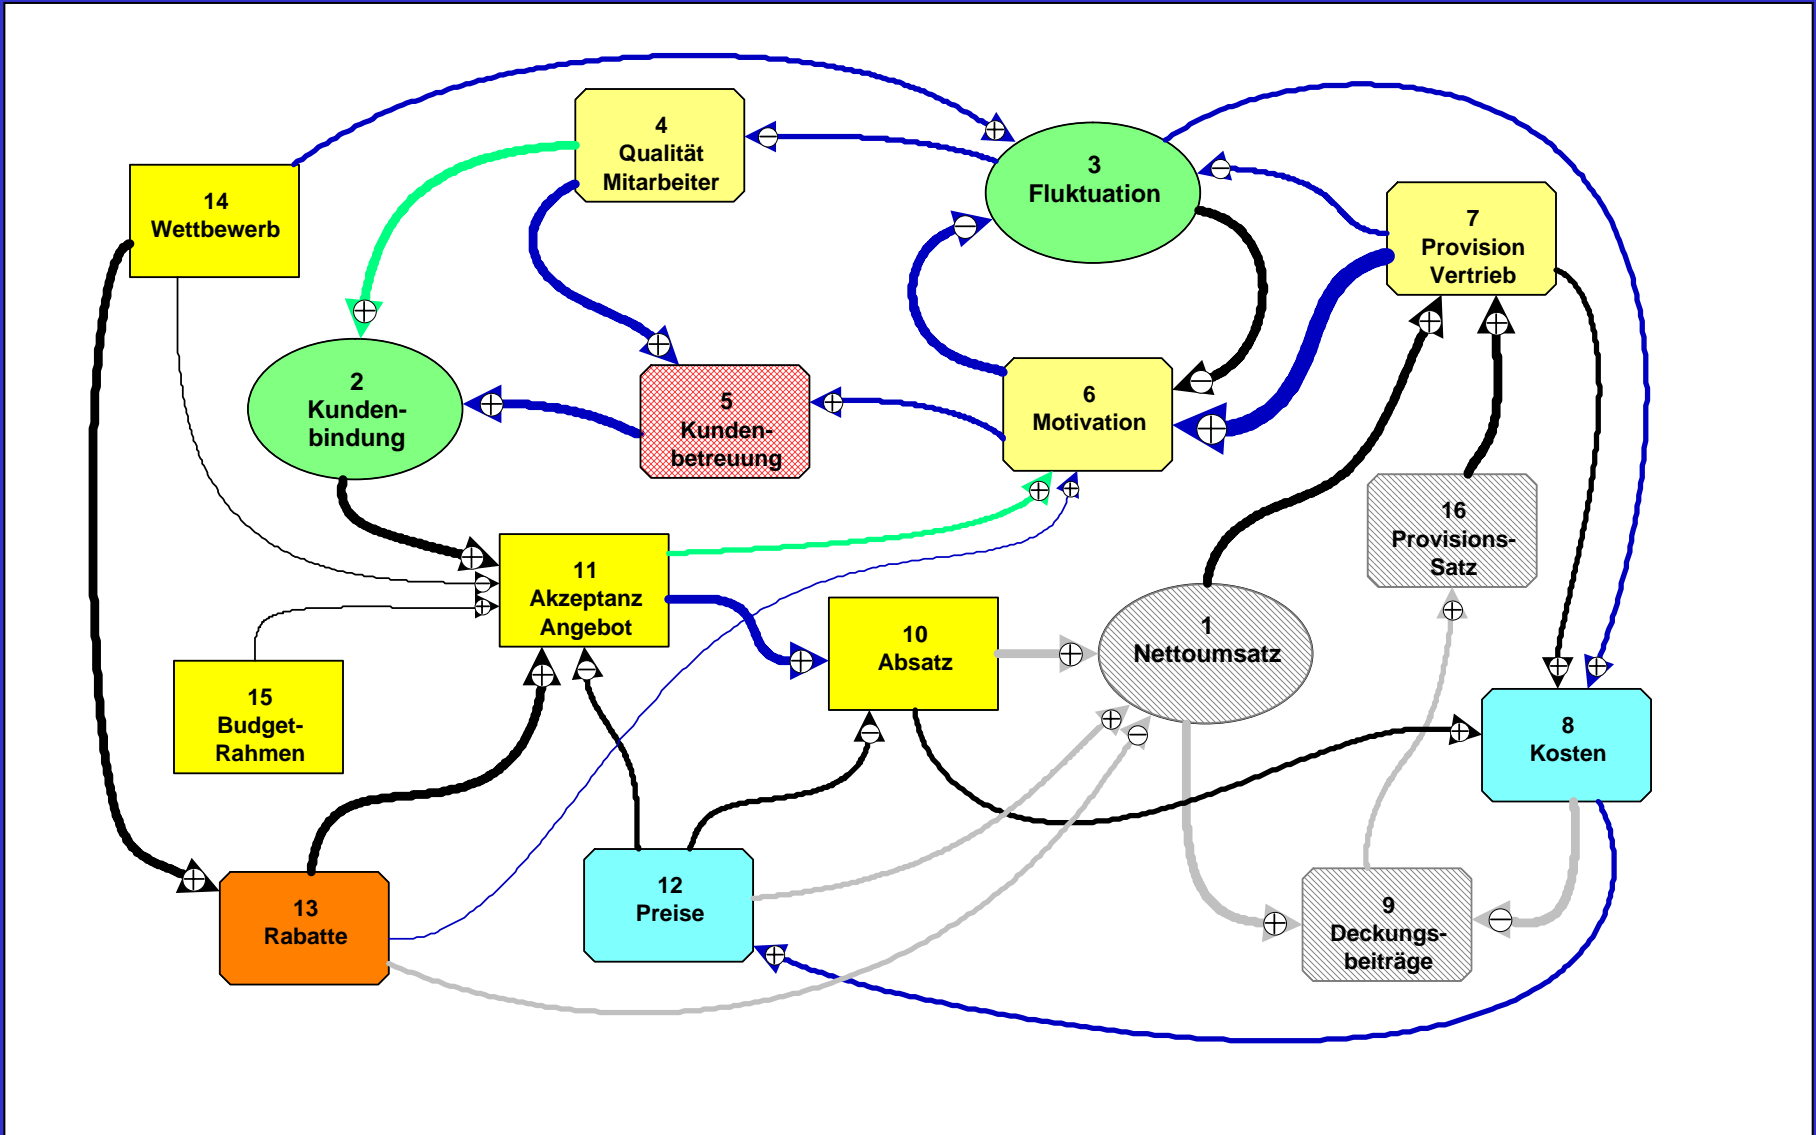 4
Qualität
Mitarbeiter
3
Fluktuation
14
Wettbewerb
7
Provision
Vertrieb
2
Kunden-
bindung
5
Kunden-
betreuung
6
Motivation
16
Provisions-
Satz
11
Akzeptanz
Angebot
10
Absatz
1
Nettoumsatz
15
Budget-
Rahmen
8
Kosten
13
Rabatte
12
Preise
9
Deckungs-
beiträge